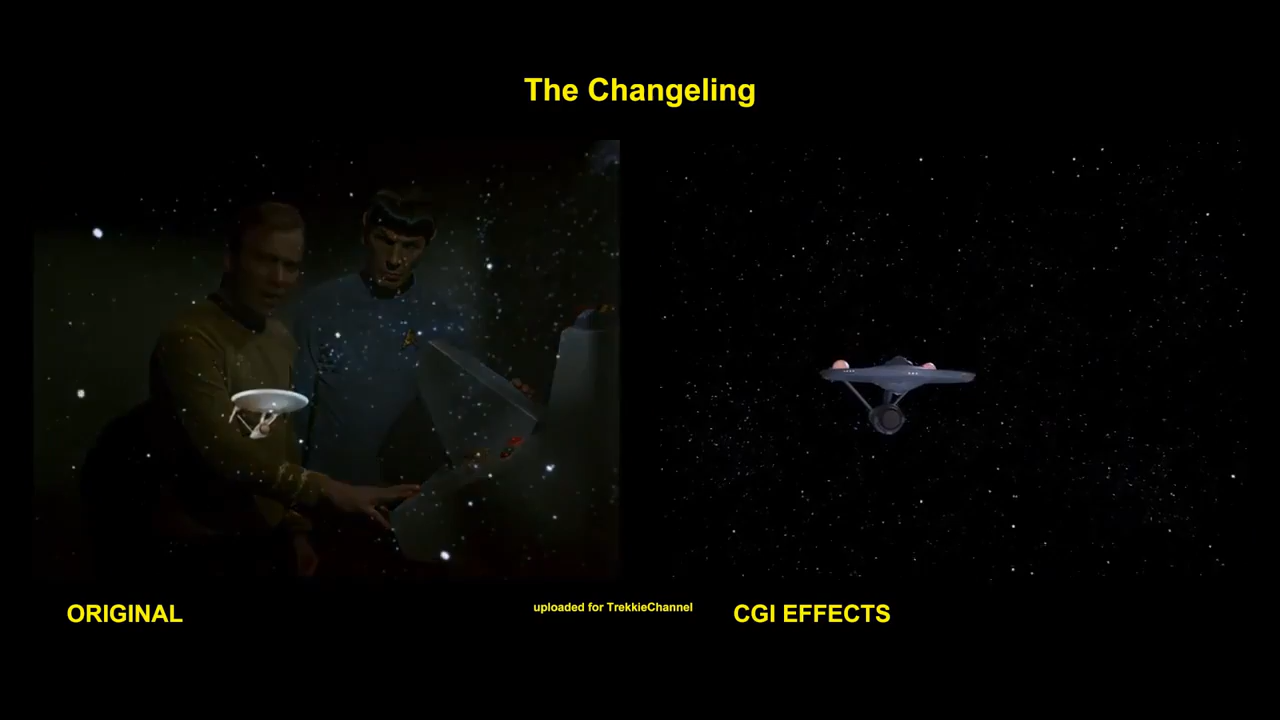 The Changeling
ORIGINAL
uploaded for TrekkieChannel
CGI EFFECTS